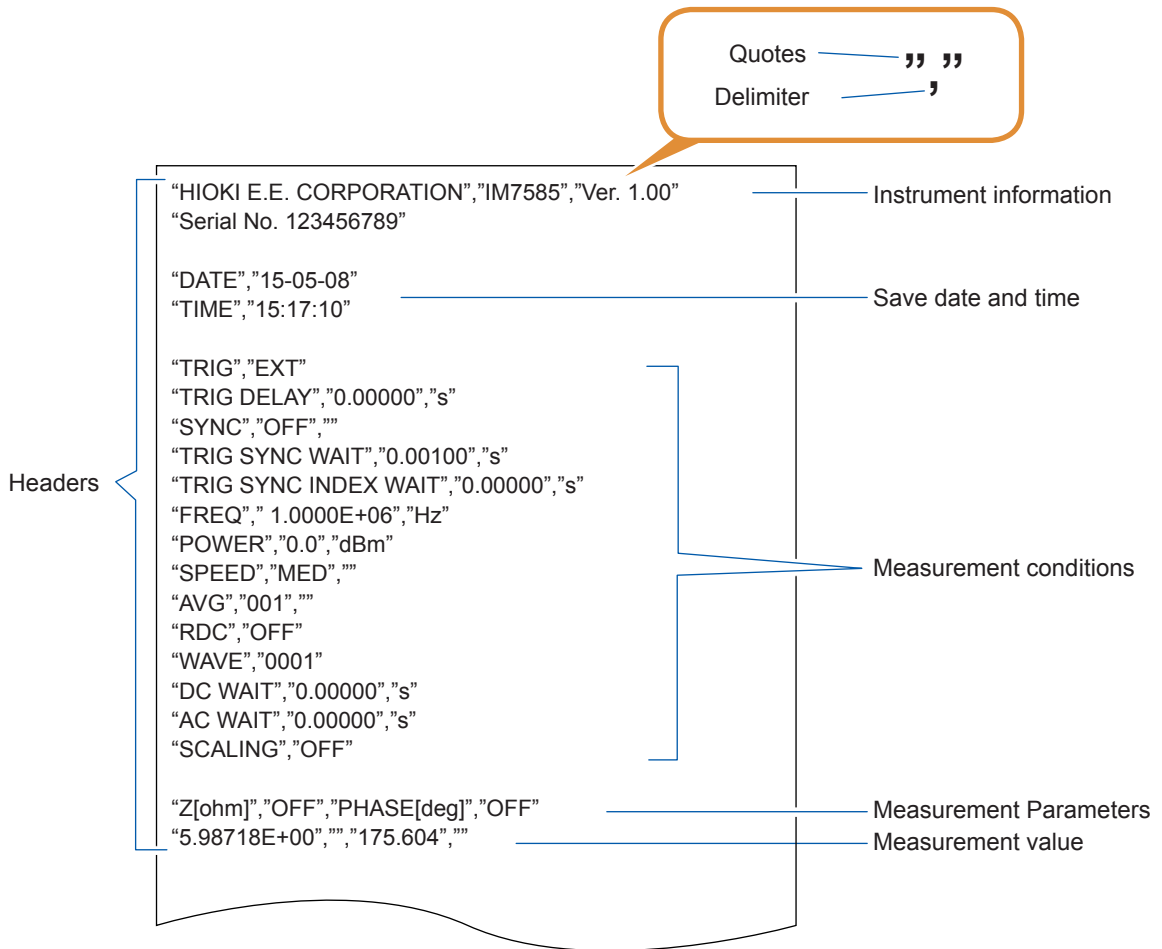 Quotes
”,”
Delimiter
“HIOKI E.E. CORPORATION”,”IM7585”,”Ver. 1.00”
Instrument information
“Serial No. 123456789”
“DATE”,”15-05-08”
“TIME”,”15:17:10”
Save date and time
“TRIG”,”EXT”
“TRIG DELAY”,”0.00000”,”s”
“SYNC”,”OFF”,””
“TRIG SYNC WAIT”,”0.00100”,”s”
“TRIG SYNC INDEX WAIT”,”0.00000”,”s”
Headers
“FREQ”,” 1.0000E+06”,”Hz”
“POWER”,”0.0”,”dBm”
“SPEED”,”MED”,””
Measurement conditions
“AVG”,”001”,””
“RDC”,”OFF”
“WAVE”,”0001”
“DC WAIT”,”0.00000”,”s”
“AC WAIT”,”0.00000”,”s”
“SCALING”,”OFF”
“Z[ohm]”,”OFF”,”PHASE[deg]”,”OFF”
Measurement Parameters
“5.98718E+00”,””,”175.604”,””
Measurement value